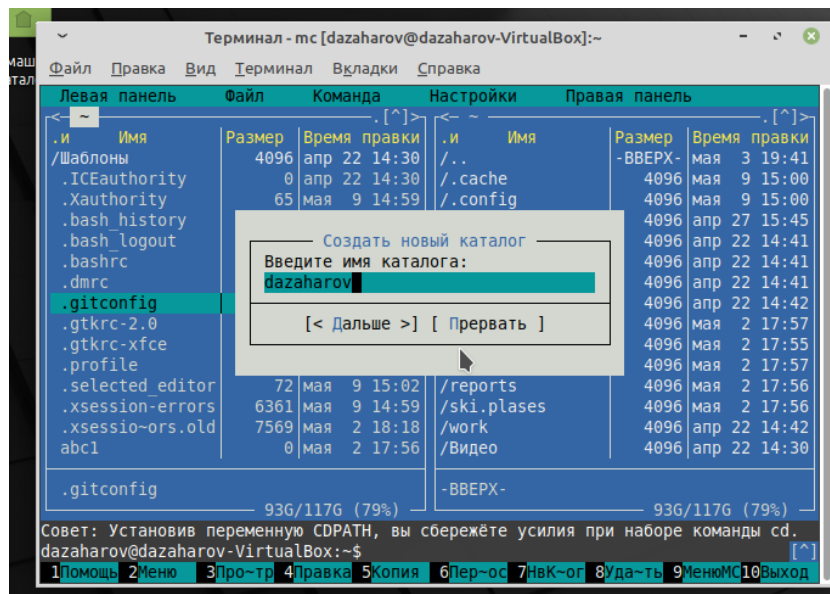 Терминал - mc [dazaharov@dazaharov-VirtualBox]:~
Файл Правка Вид Терминал Вкладки Справка
Левая панель Файл Команда Настройки Правая панель
<- ~ .[^]> <- ~ .[^]>
.и Имя Размер Время правки .и Имя Размер Время правки
/Шаблоны 4096 апр 22 14:30 /.. -ВВЕРХ- мая 3 19:41
.ICEauthority 0 апр 22 14:30 /.cache 4096 мая 9 15:00
.Xauthority 65 мая 9 14:59 /.config 4096 мая 9 15:00
.bash_history 4096 апр 27 15:45
.bash_logout Создать новый каталог 4096 апр 22 14:41
.bashrc Введите имя каталога: 4096 апр 22 14:41
.dmrc dazaharov 4096 апр 22 14:41
.gitconfig 4096 апр 22 14:42
.gtkrc-2.0 [< Дальше >] [ Прервать ] 4096 мая 2 17:57
.gtkrc-xfce 4096 мая 2 17:55
.profile 4096 мая 2 17:57
.selected_editor 72 мая 9 15:02 /reports 4096 мая 2 17:56
.xsession-errors 6361 мая 9 14:59 /ski.plases 4096 мая 2 17:56
.xsessio~ors.old 7569 мая 2 18:18 /work 4096 апр 22 14:42
abc1 0 мая 2 17:56 /Видео 4096 апр 22 14:30
.gitconfig -ВВЕРХ-
93G/117G (79%) 93G/117G (79%)
Совет: Установив переменную CDPATH, вы сбережёте усилия при наборе команды cd.
dazaharov@dazaharov-VirtualBox:~$ [^]
1Помощь 2Меню 3Про~тр 4Правка 5Копия 6Пер~ос 7НвК~ог 8Уда~ть 9МенюМС 10Выход